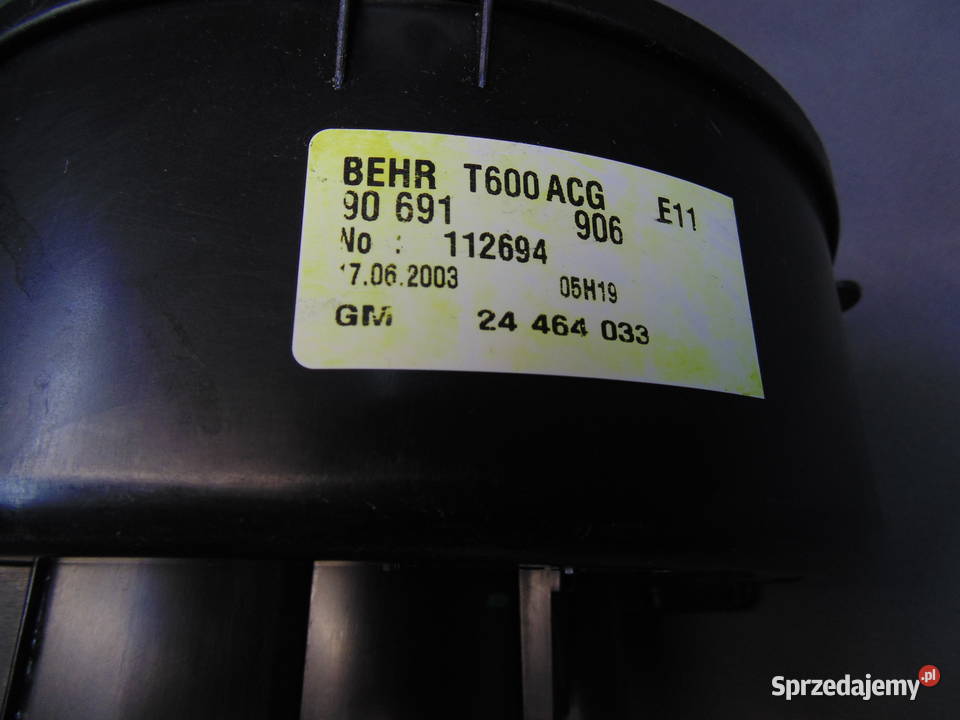 BEHR T600 ACG E11
90 691 906
No : 112694
17.06.2003 05H19
GM 24 464 033
Sprzedajemy.pl